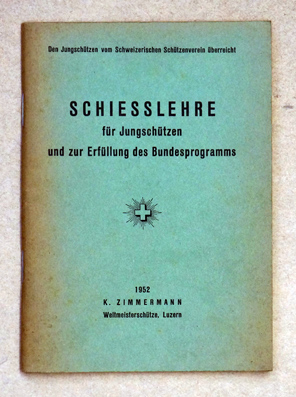 Den Jungschützen vom Schweizerischen Schützenverein überreicht
SCHIESSLEHRE
für Jungschützen
und zur Erfüllung des Bundesprogramms
1952
K. ZIMMERMANN
Weltmeisterschütze, Luzern